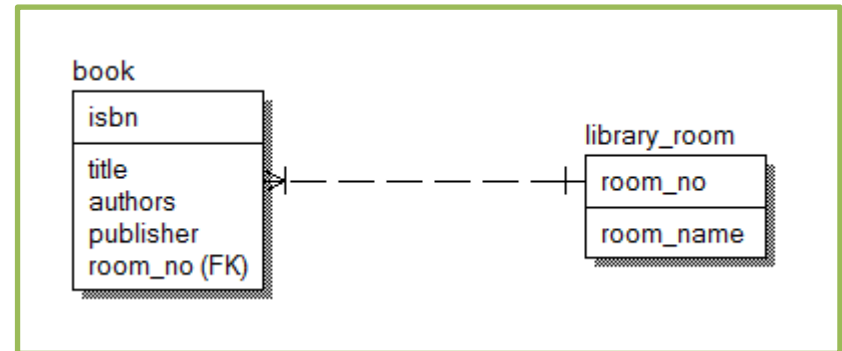 book
isbn
title
authors
publisher
room_no (FK)
library_room
room_no
room_name